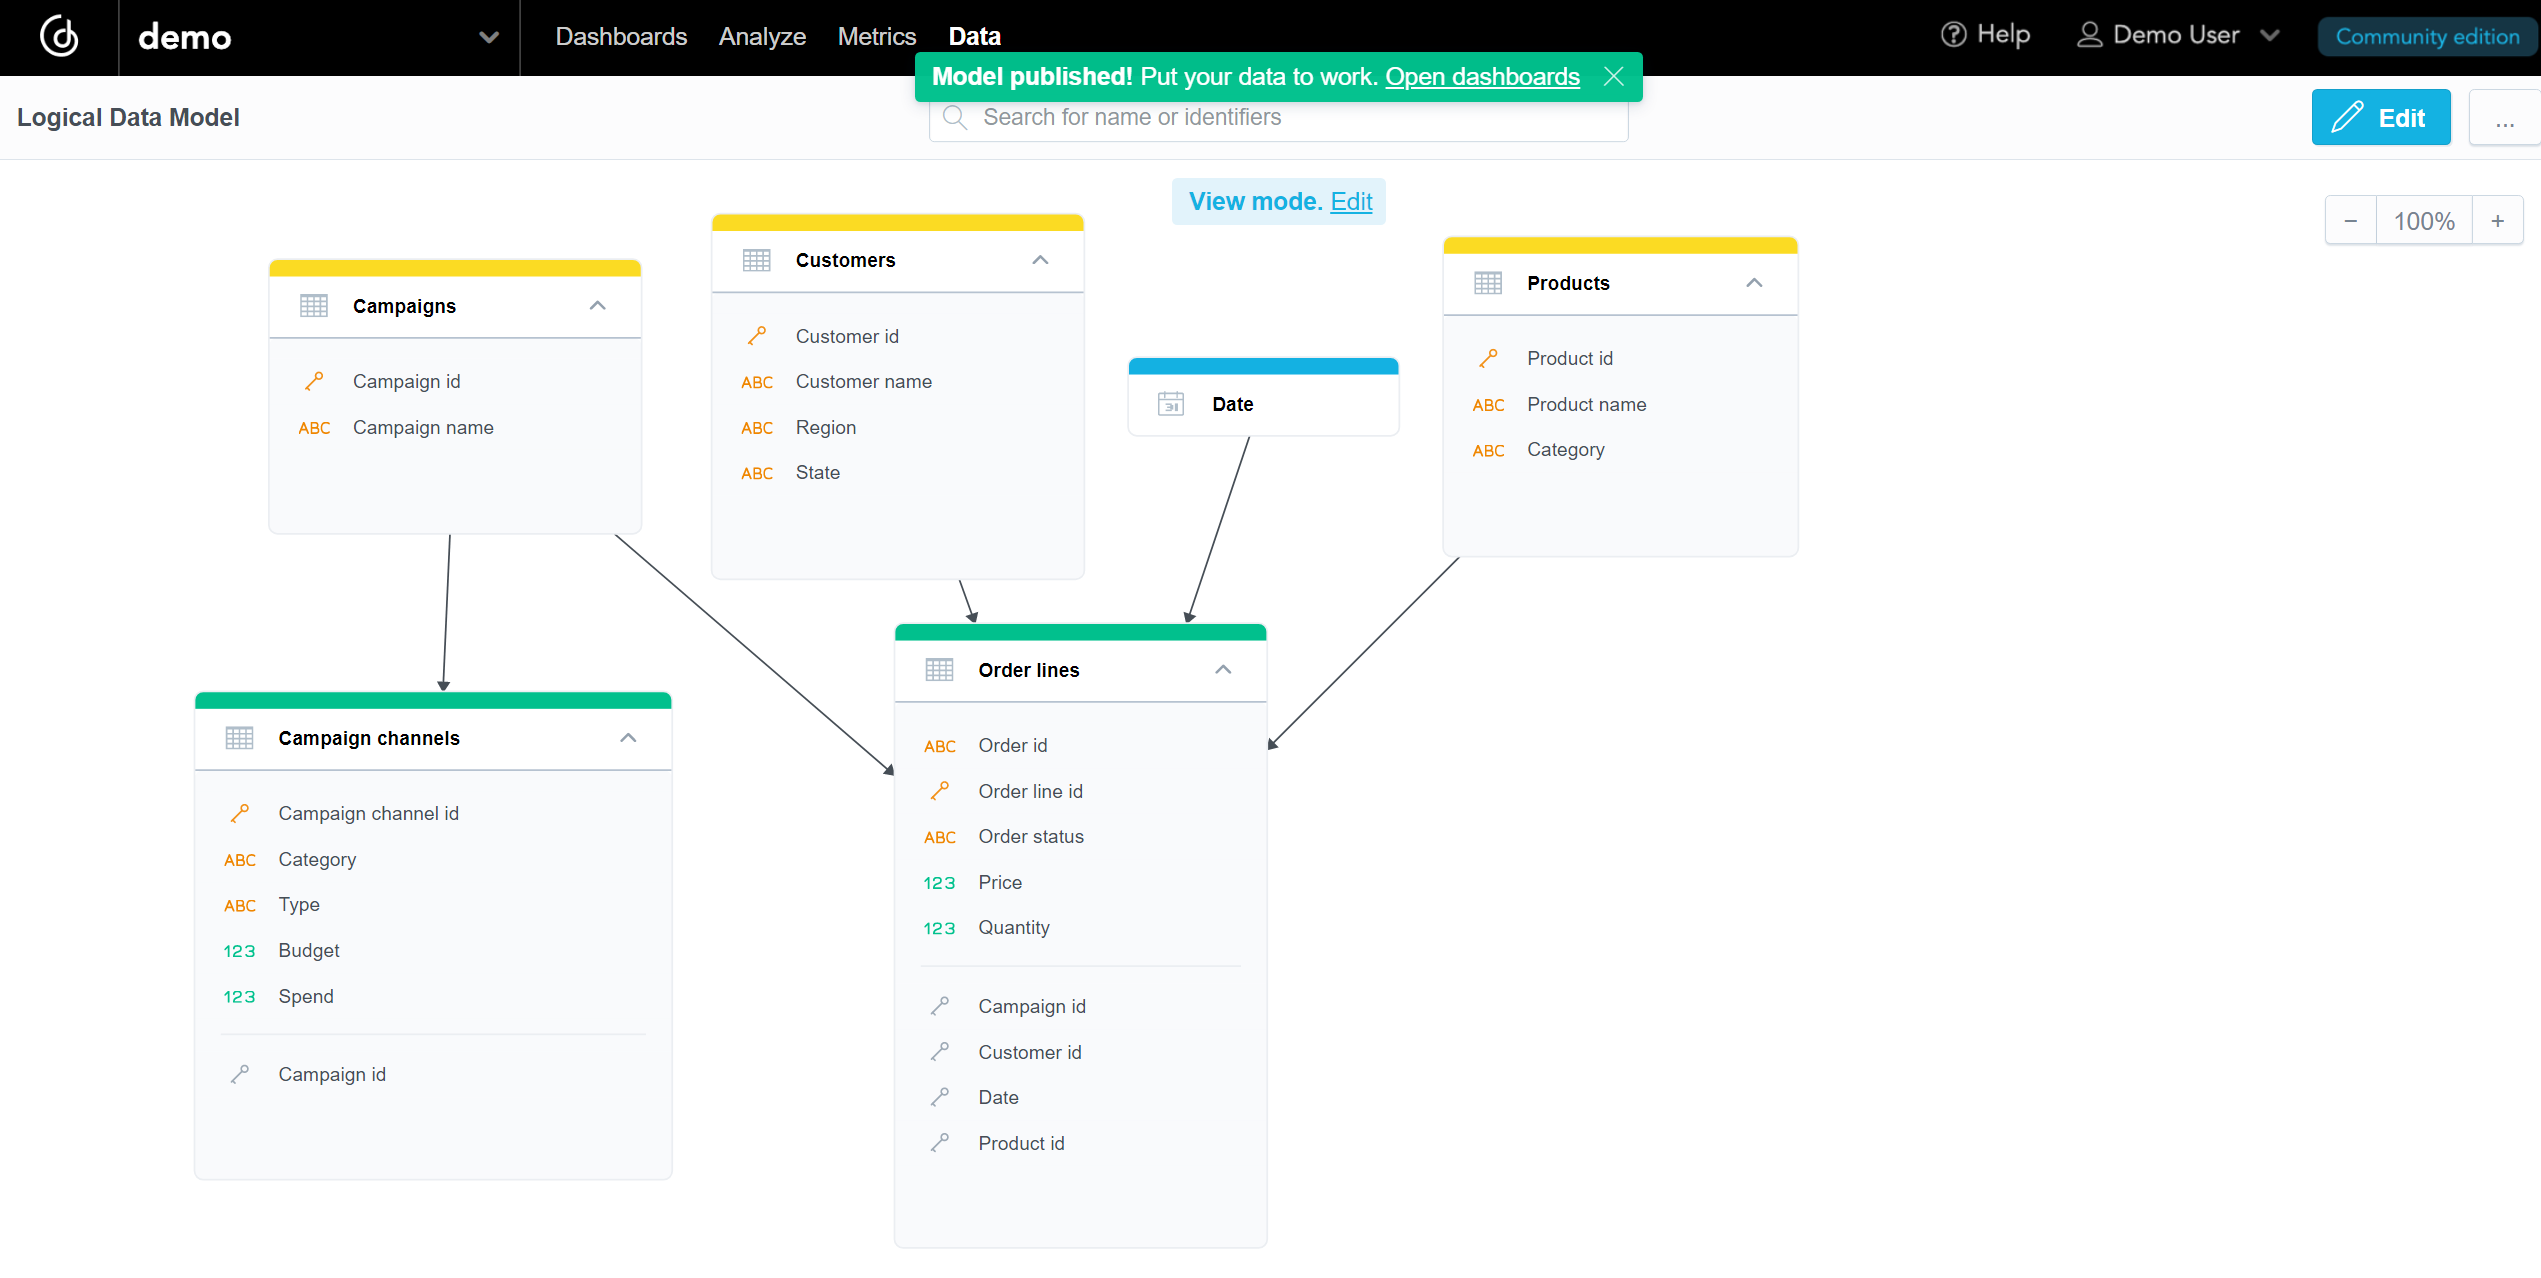 demo
Dashboards
Analyze
Metrics
Data
Help
Demo User
Community edition
Model published! Put your data to work. Open dashboards
Logical Data Model
Search for name or identifiers
Edit
...
View mode. Edit
− 100% +
Campaigns
Campaign id
ABC Campaign name
Customers
Customer id
ABC Customer name
ABC Region
ABC State
31 Date
Products
Product id
ABC Product name
ABC Category
Campaign channels
Campaign channel id
ABC Category
ABC Type
123 Budget
123 Spend
Campaign id
Order lines
ABC Order id
Order line id
ABC Order status
123 Price
123 Quantity
Campaign id
Customer id
Date
Product id